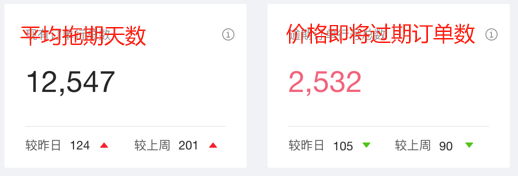 平均拖期天数
12,547
较昨日 124 较上周 201
价格即将过期订单数
2,532
较昨日 105 较上周 90